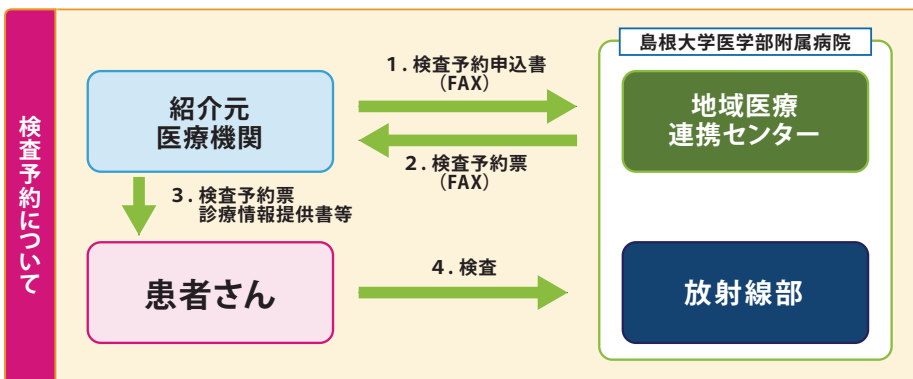 検査予約について
島根大学医学部附属病院
紹介元
医療機関
1．検査予約申込書
（FAX）
地域医療
連携センター
2．検査予約票
（FAX）
3．検査予約票
診療情報提供書等
患者さん
4．検査
放射線部